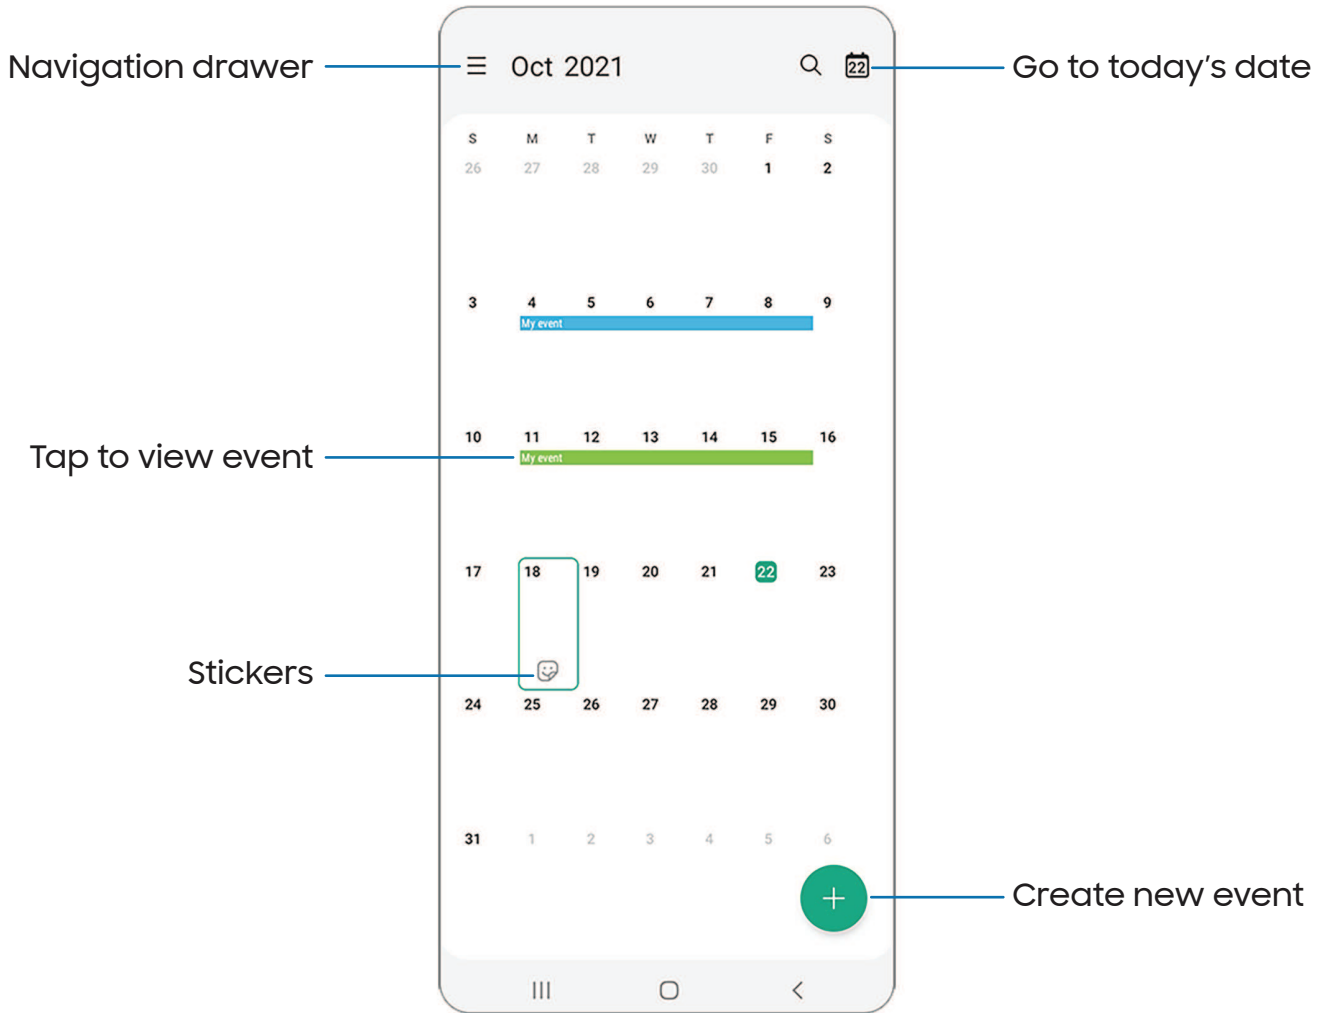 Navigation drawer
Oct 2021
22
Go to today's date
S M T W T F S
26 27 28 29 30 1 2
3 4 5 6 7 8 9
My event
10 11 12 13 14 15 16
Tap to view event
My event
17 18 19 20 21 22 23
Stickers
24 25 26 27 28 29 30
31 1 2 3 4 5 6
Create new event